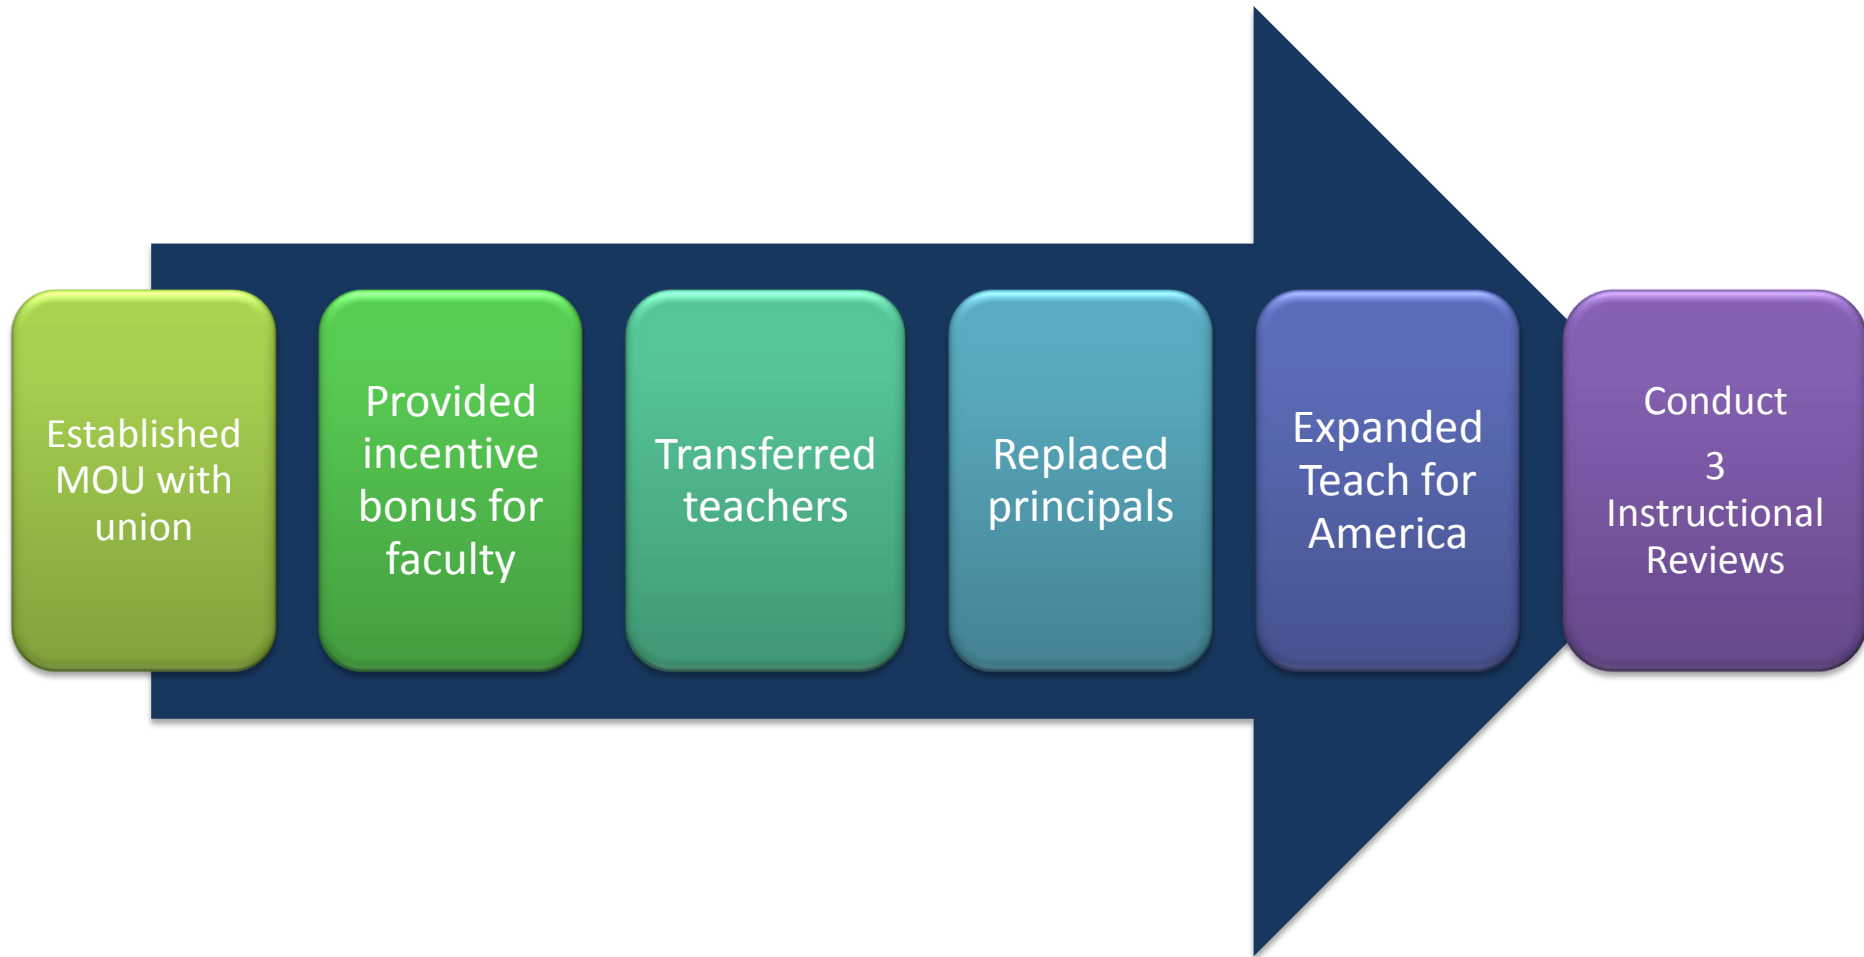 Established
MOU with
union
Provided
incentive
bonus for
faculty
Transferred
teachers
Replaced
principals
Expanded
Teach for
America
Conduct
3
Instructional
Reviews